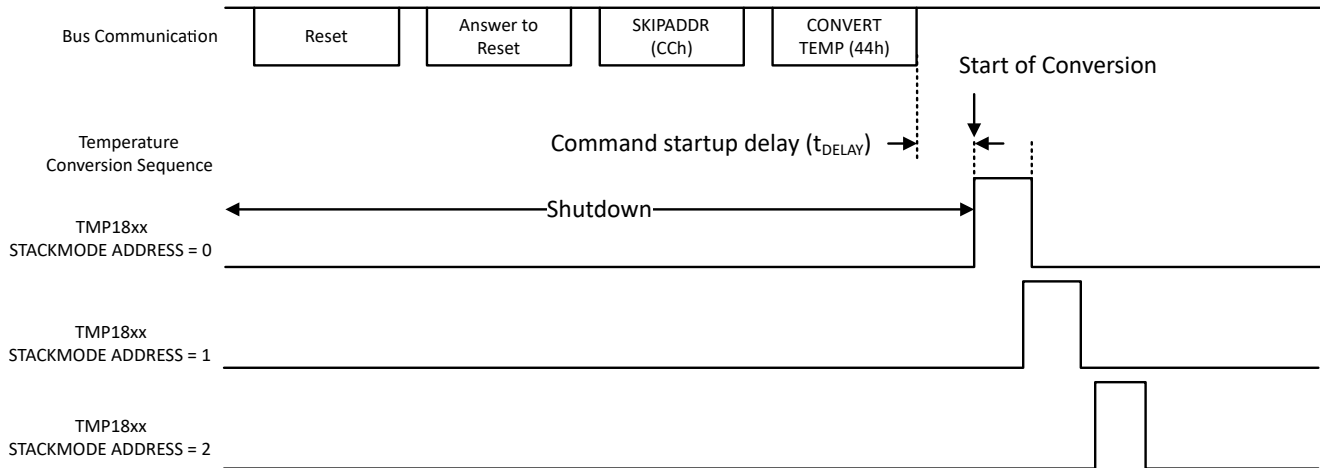 Bus Communication
Reset
Answer to
Reset
SKIPADDR
(CCh)
CONVERT
TEMP (44h)
Start of Conversion
Temperature
Conversion Sequence
Command startup delay (tDELAY)
Shutdown
TMP18xx
STACKMODE ADDRESS = 0
TMP18xx
STACKMODE ADDRESS = 1
TMP18xx
STACKMODE ADDRESS = 2